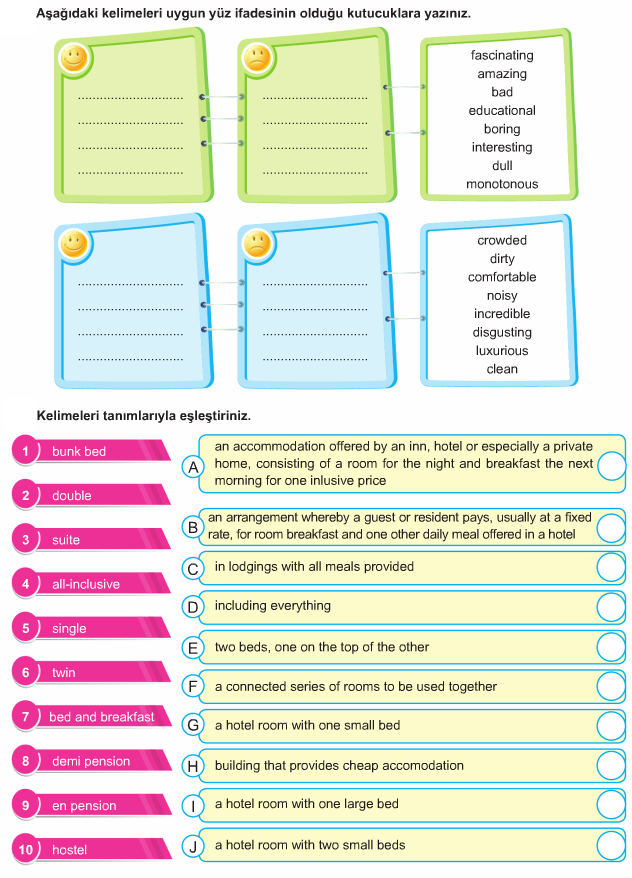 Aşağıdaki kelimeleri uygun yüz ifadesinin olduğu kutucuklara yazınız.
fascinating
amazing
bad
educational
boring
interesting
dull
monotonous
crowded
dirty
comfortable
noisy
incredible
disgusting
luxurious
clean
Kelimeleri tanımlarıyla eşleştiriniz.
1 bunk bed
2 double
3 suite
4 all-inclusive
5 single
6 twin
7 bed and breakfast
8 demi pension
9 en pension
10 hostel
A an accommodation offered by an inn, hotel or especially a private
home, consisting of a room for the night and breakfast the next
morning for one inlusive price
B an arrangement whereby a guest or resident pays, usually at a fixed
rate, for room breakfast and one other daily meal offered in a hotel
C in lodgings with all meals provided
D including everything
E two beds, one on the top of the other
F a connected series of rooms to be used together
G a hotel room with one small bed
H building that provides cheap accomodation
I a hotel room with one large bed
J a hotel room with two small beds